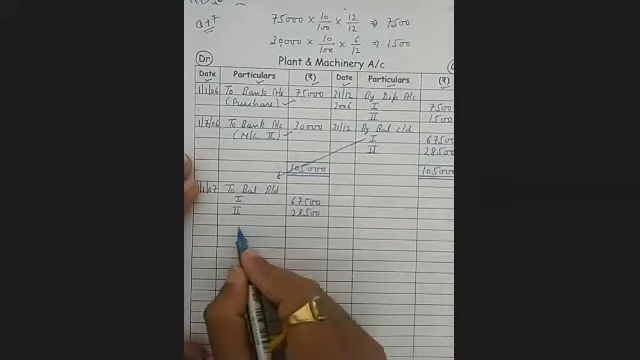 Q.7
75000 × 10/100 × 12/12 ⇒ 7500
30000 × 10/100 × 6/12 ⇒ 1500
Dr Plant & Machinery A/c
Date Particulars (₹) Date Particulars (₹)
1/1/06 To Bank A/c 75000 31/12 By Dep A/c
(Purchase) 2006 I 7500
II 1500
1/7/06 To Bank A/c 30000 31/12 By Bal c/d
(M/c II) I 67500
II 28500
105000 105000
1/1/07 To Bal b/d
I 67500
II 28500